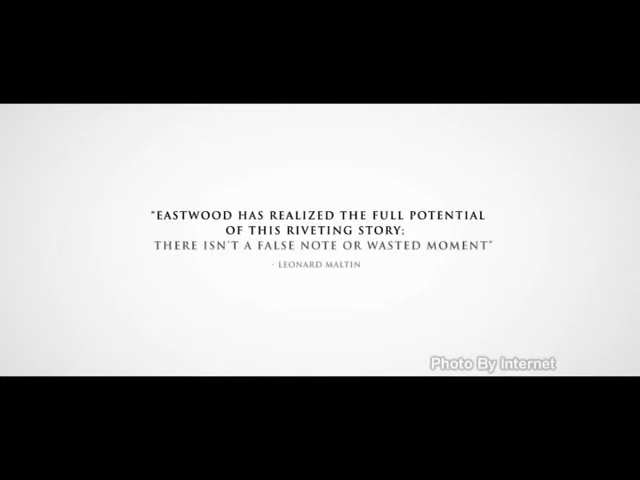 "EASTWOOD HAS REALIZED THE FULL POTENTIAL
OF THIS RIVETING STORY;
THERE ISN'T A FALSE NOTE OR WASTED MOMENT"
- LEONARD MALTIN
Photo By Internet